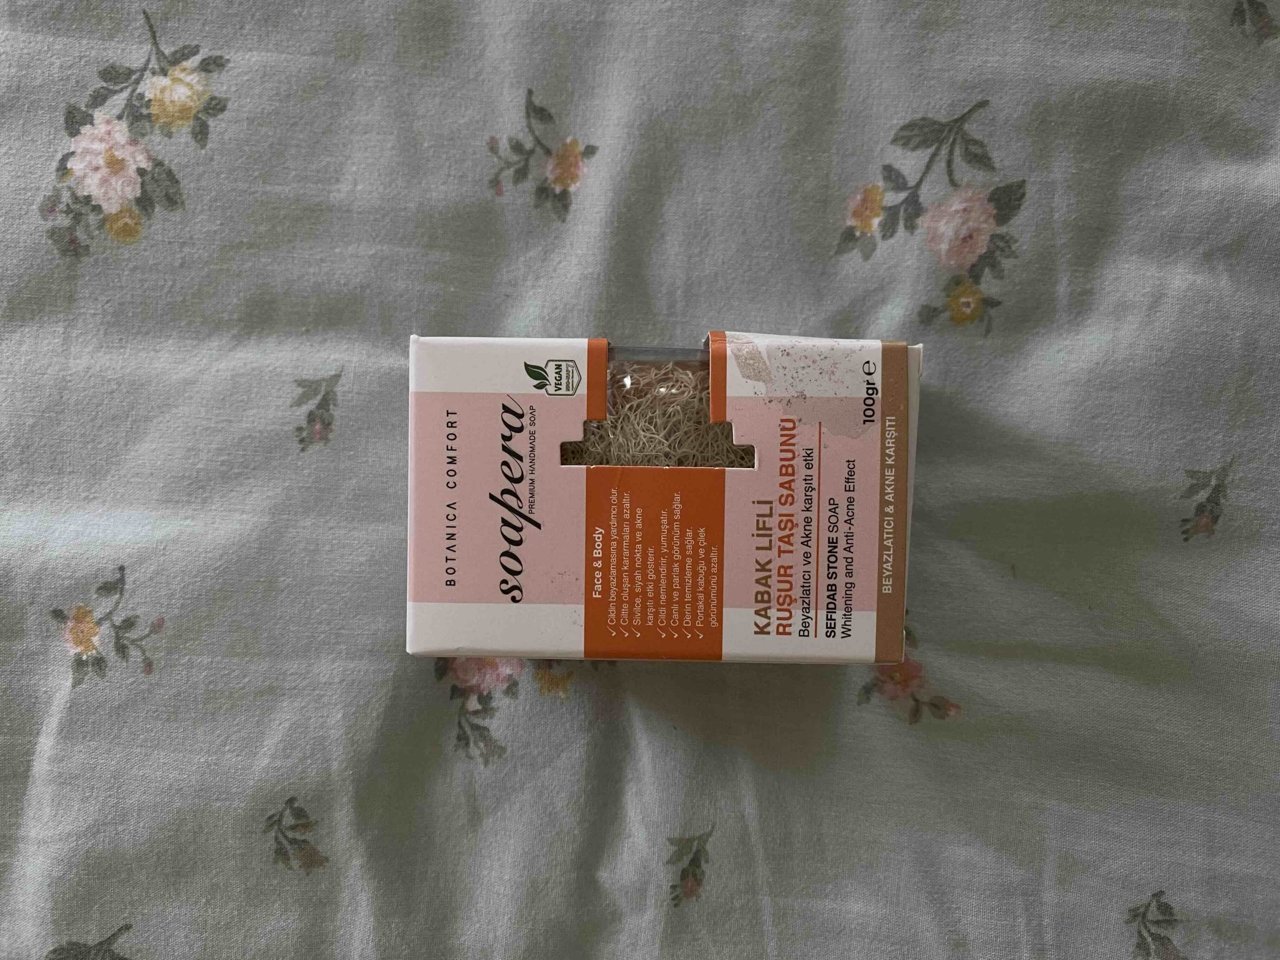 BOTANICA COMFORT
soapera
PREMIUM HANDMADE SOAP
VEGAN
Face & Body
✓ Cildin beyazlamasına yardımcı olur.
✓ Ciltte oluşan kararmaları azaltır.
✓ Sivilce, siyah nokta ve akne
karşıtı etki gösterir.
✓ Cildi nemlendirir, yumuşatır.
✓ Canlı ve parlak görünüm sağlar.
✓ Derin temizleme sağlar.
✓ Portakal kabuğu ve çilek
görünümünü azaltır.
KABAK LİFLİ
RUŞUR TAŞI SABUNU
Beyazlatıcı ve Akne karşıtı etki
SEFIDAB STONE SOAP
Whitening and Anti-Acne Effect
100gr ℮
BEYAZLATICI & AKNE KARŞITI